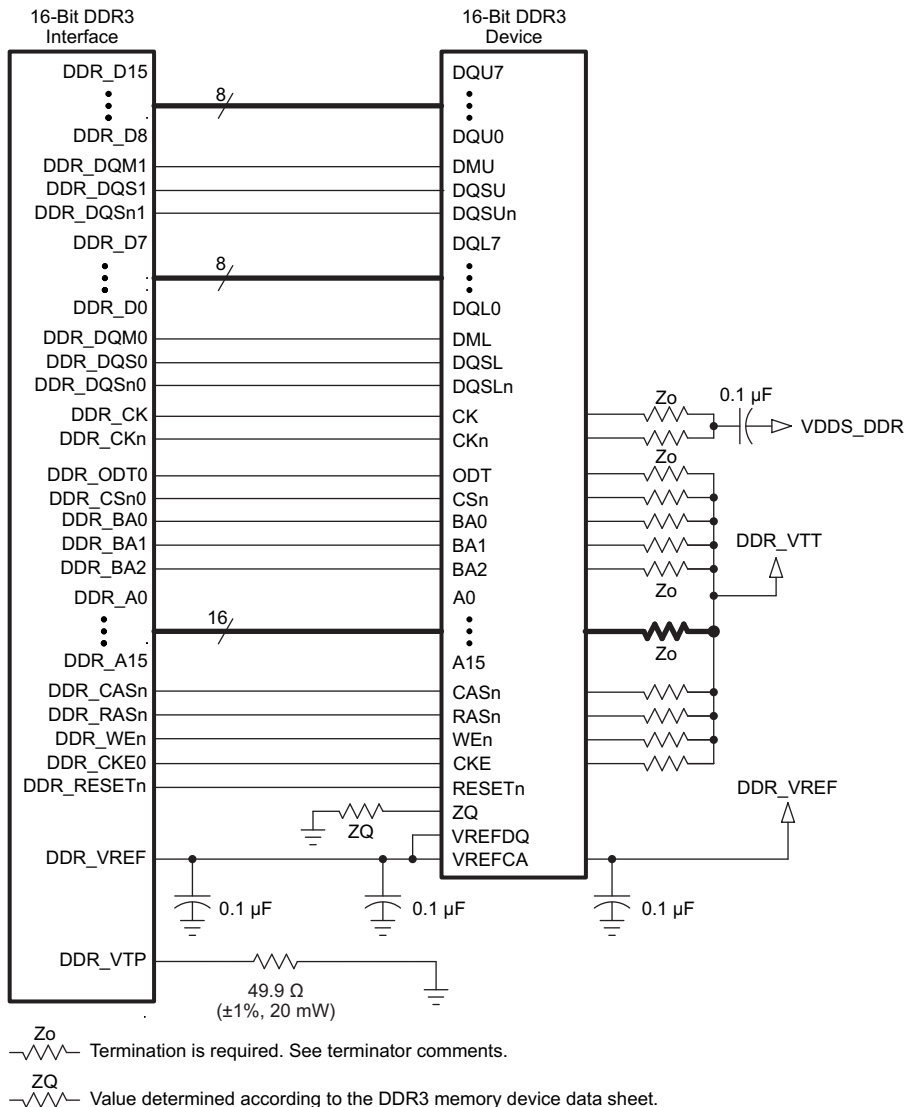 16-Bit DDR3
Interface
16-Bit DDR3
Device
DDR_D15
8
DQU7
DDR_D8
DQU0
DDR_DQM1
DMU
DDR_DQS1
DQSU
DDR_DQSn1
DQSUn
DDR_D7
8
DQL7
DDR_D0
DQL0
DDR_DQM0
DML
DDR_DQS0
DQSL
DDR_DQSn0
DQSLn
DDR_CK
CK
Zo
0.1 µF
VDDS_DDR
DDR_CKn
CKn
Zo
DDR_ODT0
ODT
DDR_CSn0
CSn
DDR_BA0
BA0
DDR_BA1
BA1
DDR_VTT
DDR_BA2
BA2
Zo
DDR_A0
A0
16
Zo
DDR_A15
A15
DDR_CASn
CASn
DDR_RASn
RASn
DDR_WEn
WEn
DDR_CKE0
CKE
DDR_RESETn
RESETn
DDR_VREF
ZQ
ZQ
VREFDQ
DDR_VREF
VREFCA
0.1 µF
0.1 µF
0.1 µF
DDR_VTP
49.9 Ω
(±1%, 20 mW)
Zo
Termination is required. See terminator comments.
ZQ
Value determined according to the DDR3 memory device data sheet.